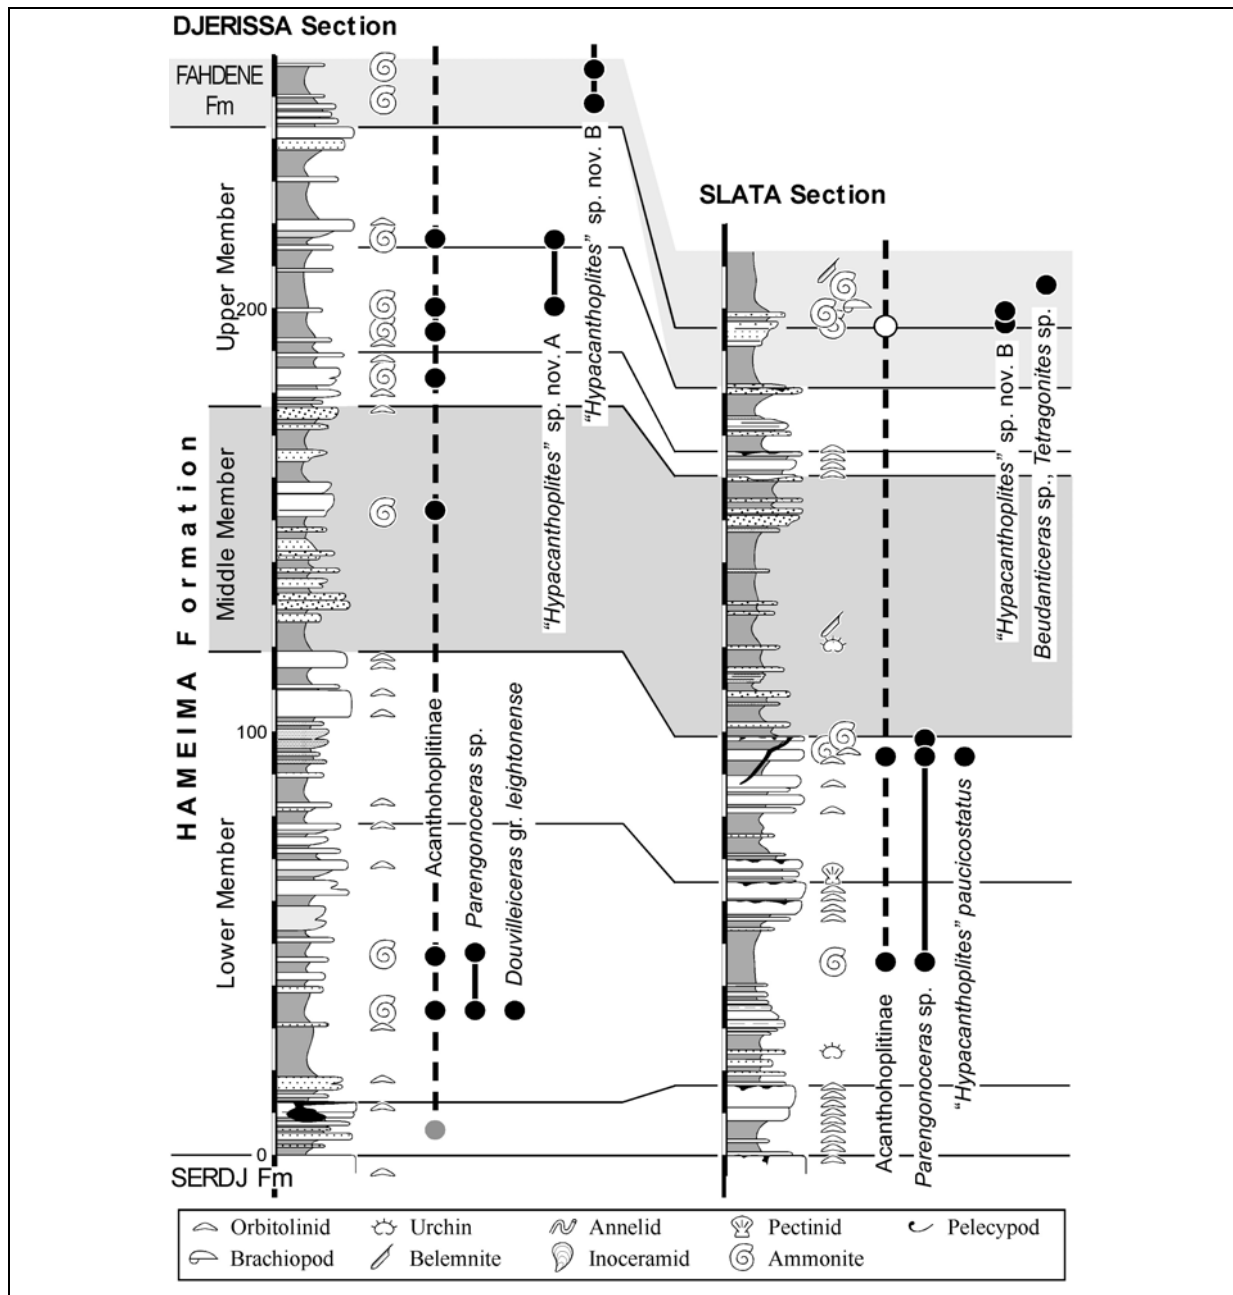 DJERISSA Section
FAHDENE
Fm
"Hypacanthoplites" sp. nov. B
SLATA Section
Upper Member
200
"Hypacanthoplites" sp. nov. A
"Hypacanthoplites" sp. nov. B
Beudanticeras sp., Tetragonites sp.
HAMEIMA Formation
Middle Member
100
Lower Member
Acanthohoplitinae
Parengonoceras sp.
Douvilleiceras gr. leightonense
Acanthohoplitinae
Parengonoceras sp.
"Hypacanthoplites" paucicostatus
0
SERDJ Fm
Orbitolinid Urchin Annelid Pectinid Pelecypod
Brachiopod Belemnite Inoceramid Ammonite